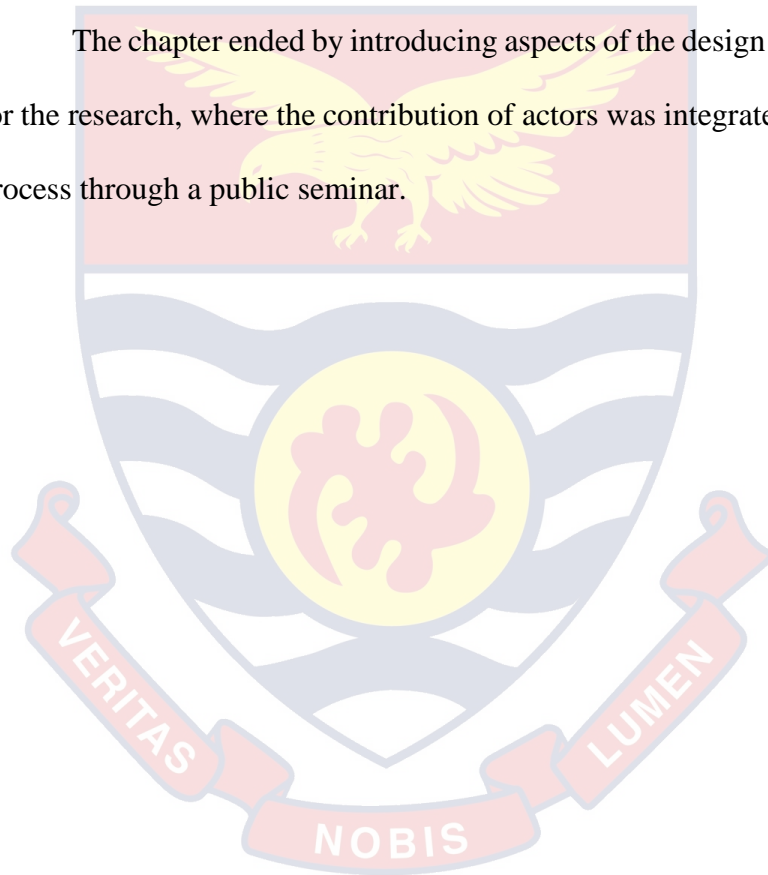 The chapter ended by introducing aspects of the design
or the research, where the contribution of actors was integrate
rocess through a public seminar.
VERITAS
NOBIS
LUMEN